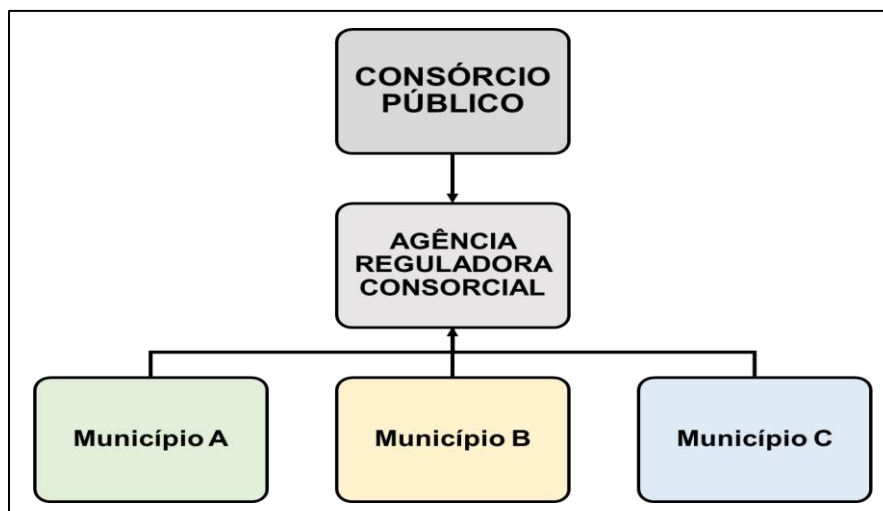 CONSÓRCIO
PÚBLICO
AGÊNCIA
REGULADORA
CONSORCIAL
Município A
Município B
Município C